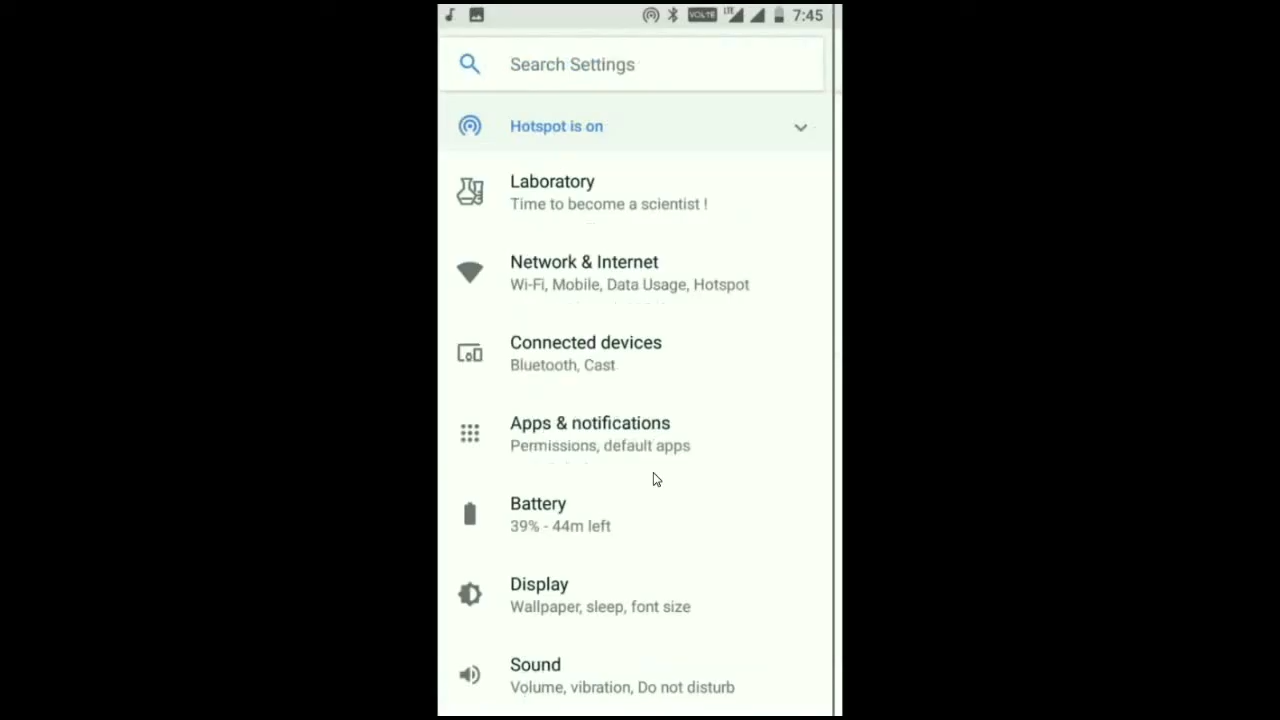 VOLTE LTE 7:45
Search Settings
Hotspot is on
Laboratory
Time to become a scientist !
Network & Internet
Wi-Fi, Mobile, Data Usage, Hotspot
Connected devices
Bluetooth, Cast
Apps & notifications
Permissions, default apps
Battery
39% - 44m left
Display
Wallpaper, sleep, font size
Sound
Volume, vibration, Do not disturb